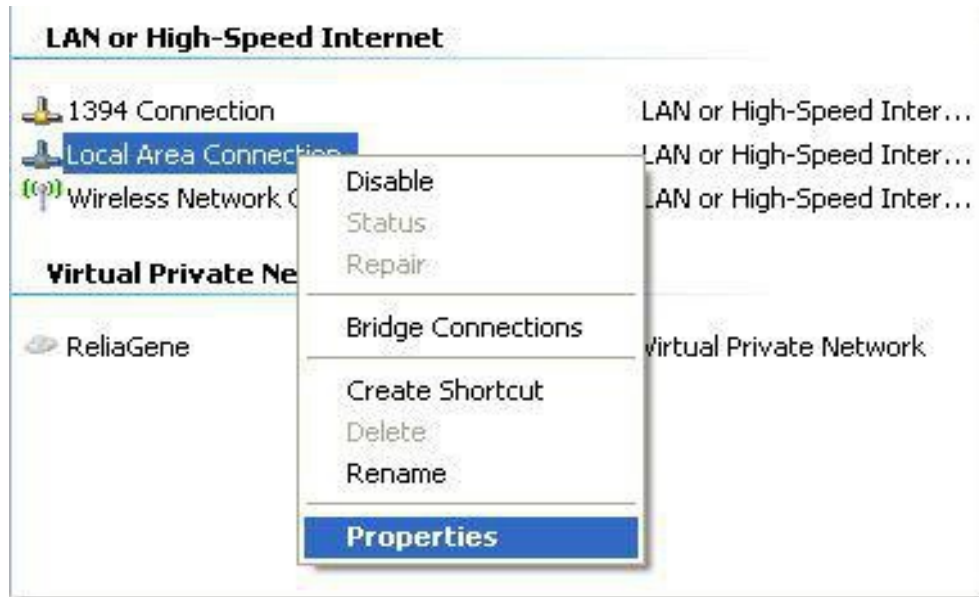 LAN or High-Speed Internet
1394 Connection LAN or High-Speed Inter...
Local Area Connection LAN or High-Speed Inter...
Wireless Network C LAN or High-Speed Inter...
Disable
Status
Repair
Virtual Private Ne
Bridge Connections
ReliaGene Virtual Private Network
Create Shortcut
Delete
Rename
Properties